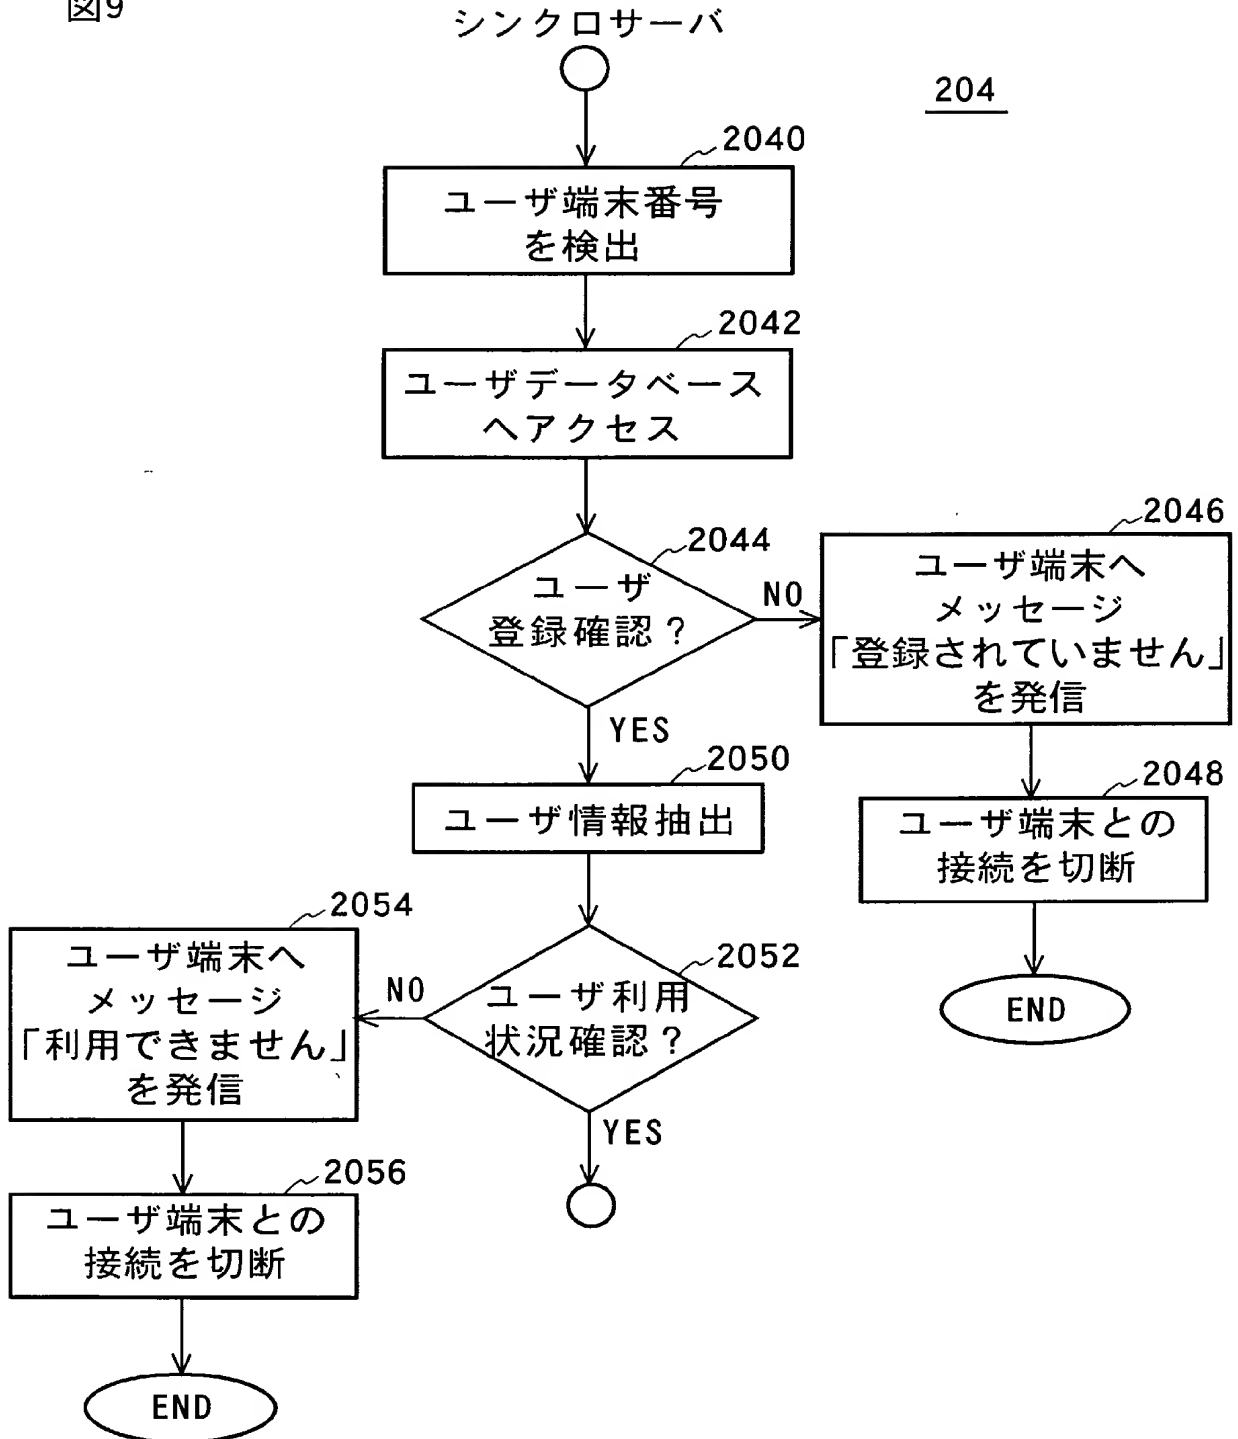 図9
シンクロサーバ
204
2040
ユーザ端末番号
を検出
2042
ユーザデータベース
へアクセス
2044
ユーザ
登録確認?
NO
2046
ユーザ端末へ
メッセージ
「登録されていません」
を発信
YES
2048
ユーザ端末との
接続を切断
END
2050
ユーザ情報抽出
2052
ユーザ利用
状況確認?
NO
2054
ユーザ端末へ
メッセージ
「利用できません」
を発信
YES
2056
ユーザ端末との
接続を切断
END